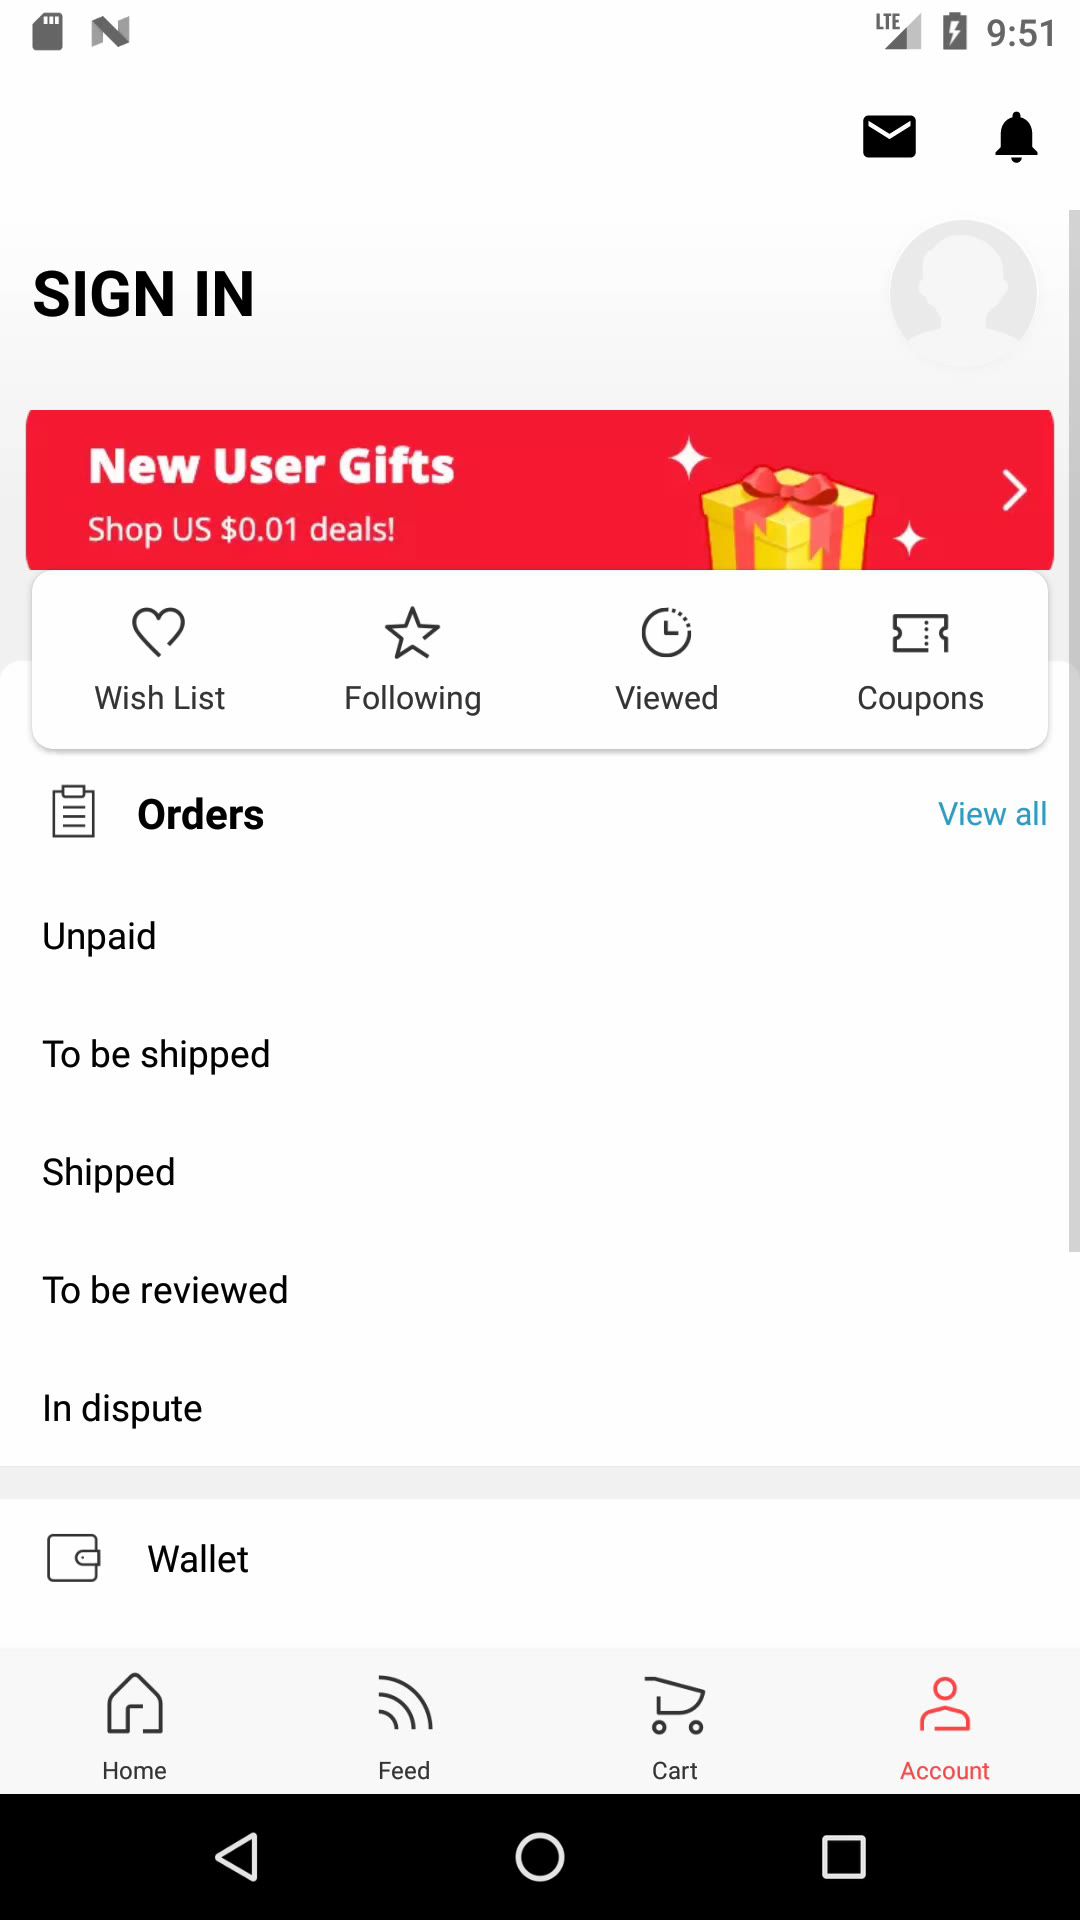 LTE 9:51
SIGN IN
New User Gifts
Shop US $0.01 deals!
Wish List Following Viewed Coupons
Orders View all
Unpaid
To be shipped
Shipped
To be reviewed
In dispute
Wallet
Home Feed Cart Account